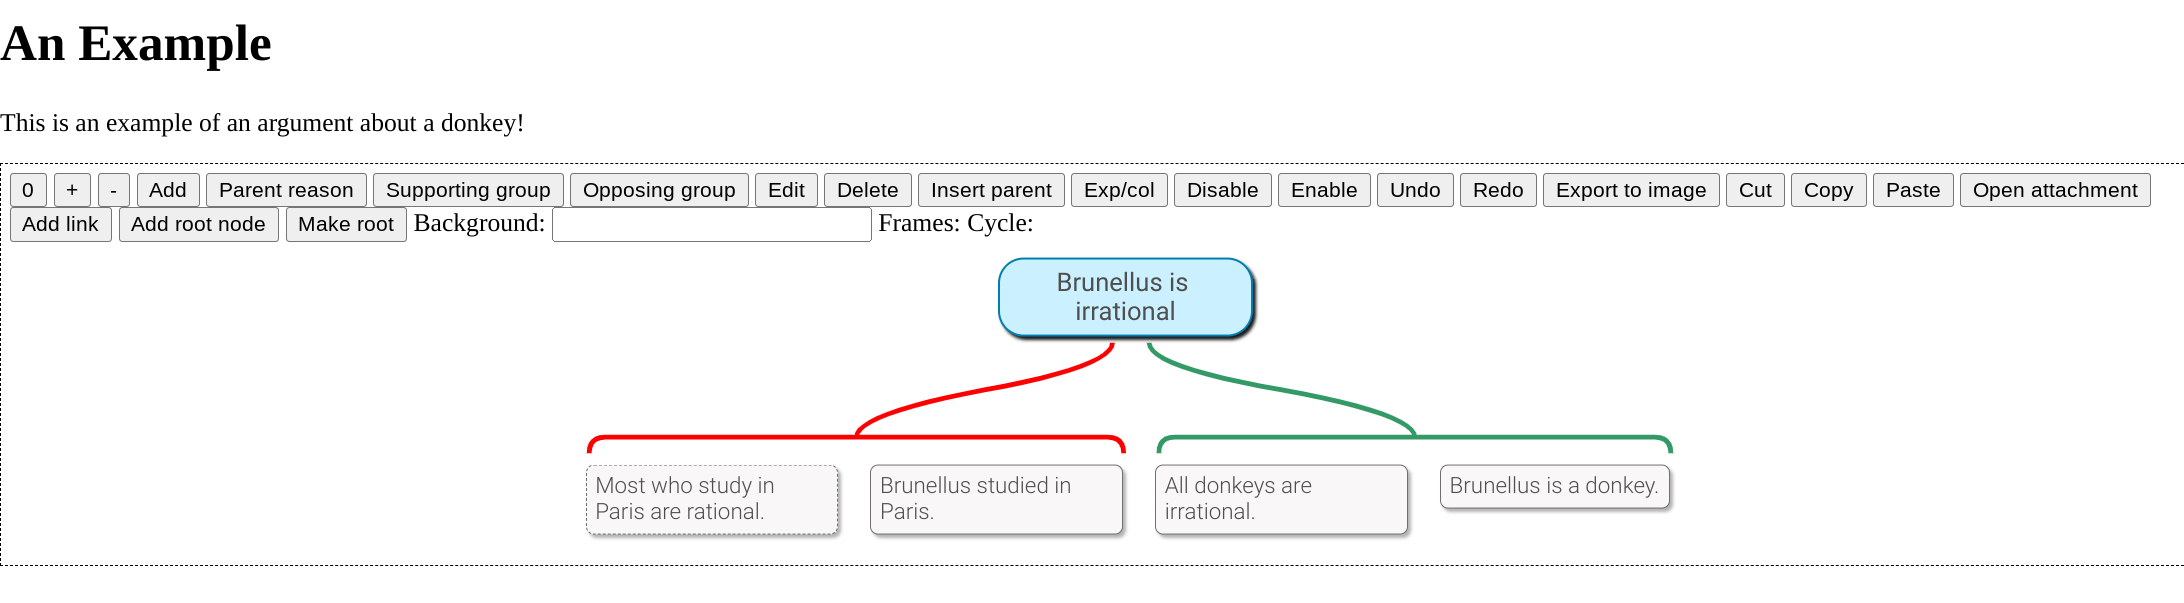 An Example
This is an example of an argument about a donkey!
0 + - Add Parent reason Supporting group Opposing group Edit Delete Insert parent Exp/col Disable Enable Undo Redo Export to image Cut Copy Paste Open attachment
Add link Add root node Make root Background: Frames: Cycle:
Brunellus is
irrational
Most who study in
Paris are rational.
Brunellus studied in
Paris.
All donkeys are
irrational.
Brunellus is a donkey.